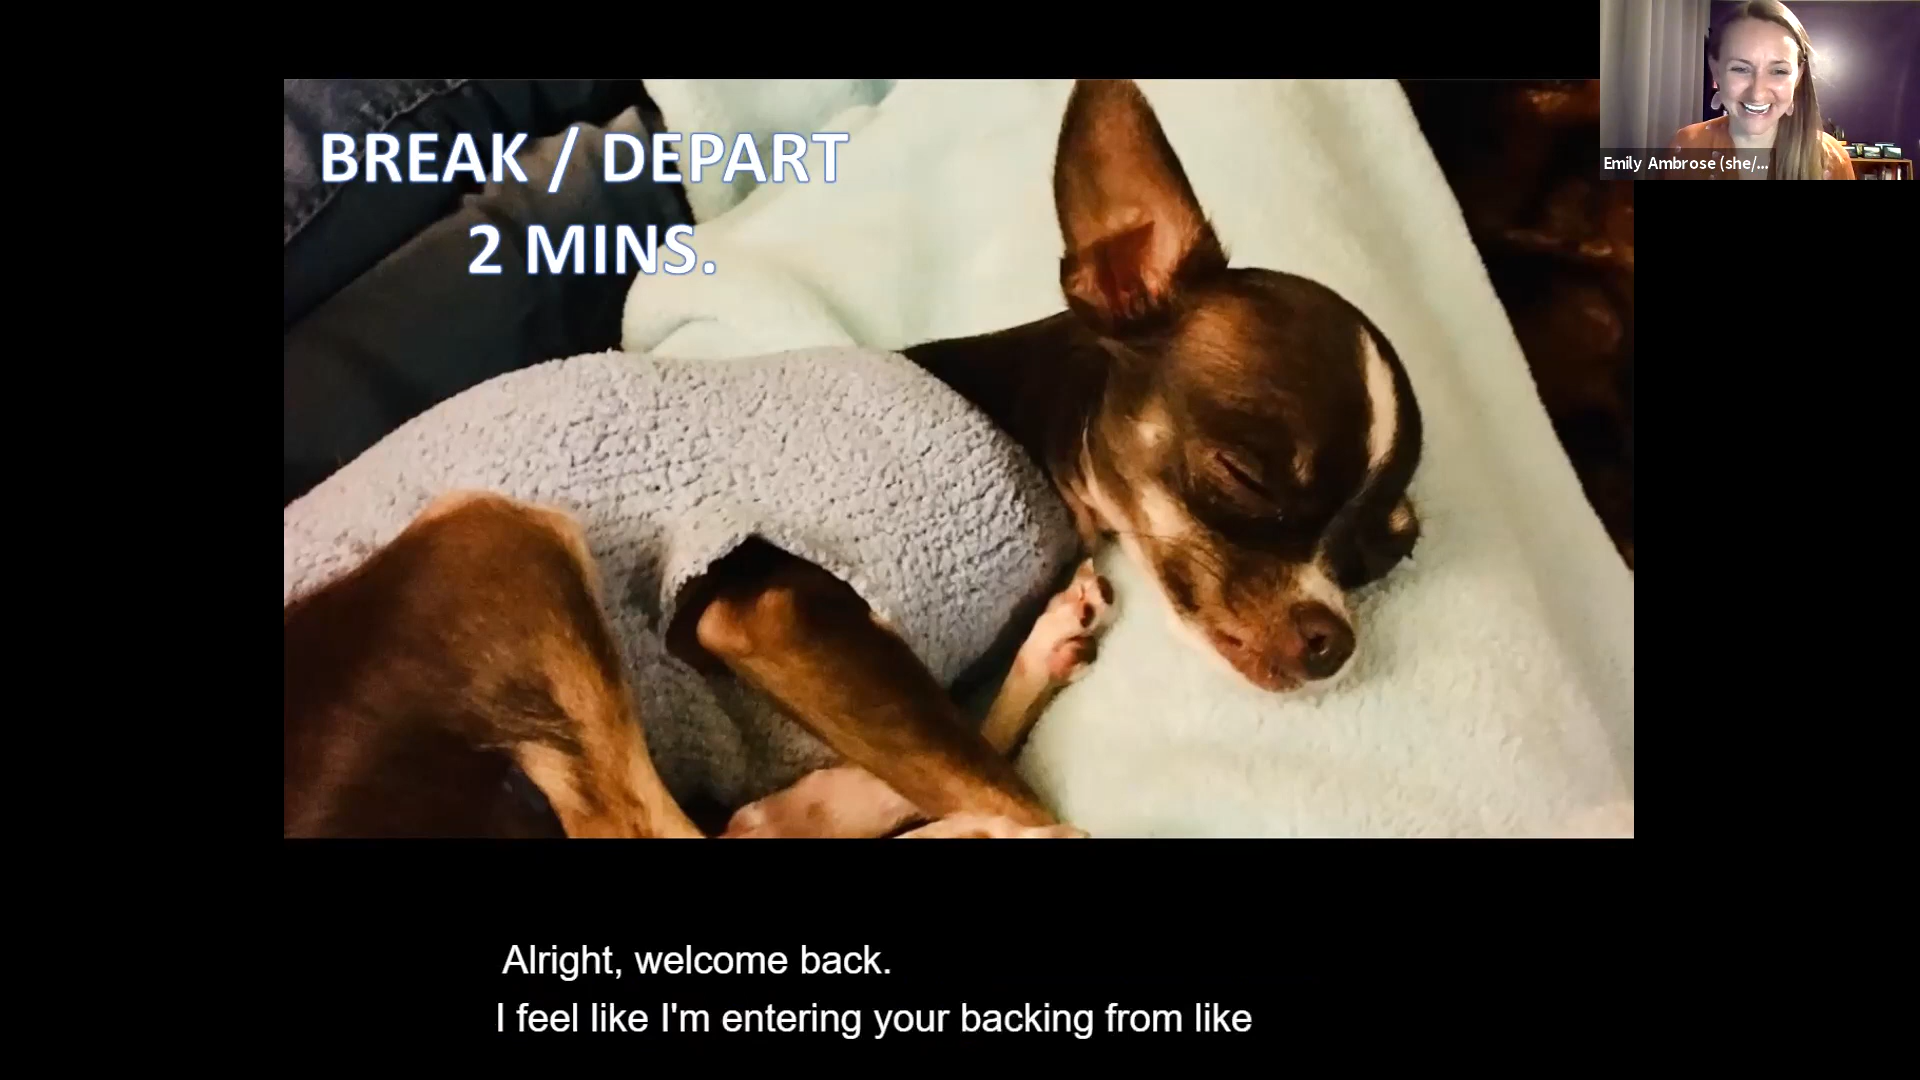 BREAK / DEPART
2 MINS.
Emily Ambrose (she/...
Alright, welcome back.
I feel like I'm entering your backing from like